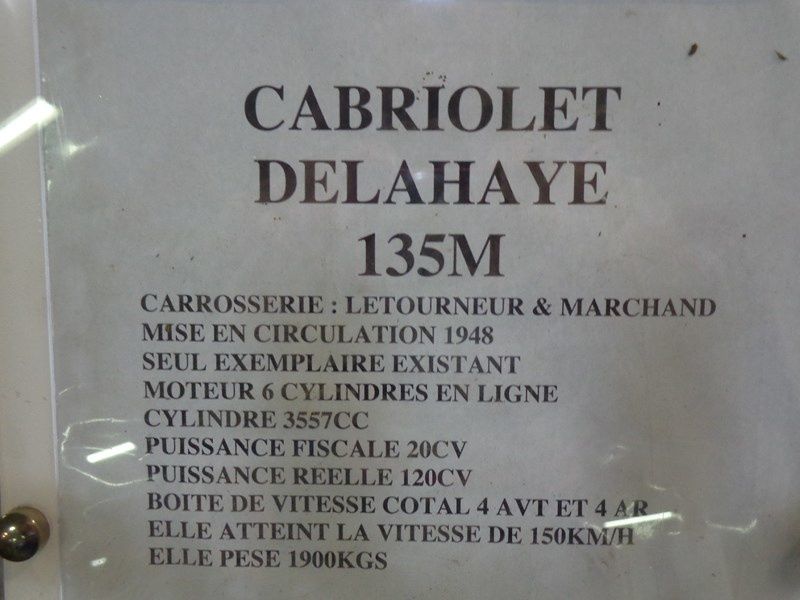 CABRIOLET
DELAHAYE
135M
CARROSSERIE : LETOURNEUR & MARCHAND
MISE EN CIRCULATION 1948
SEUL EXEMPLAIRE EXISTANT
MOTEUR 6 CYLINDRES EN LIGNE
CYLINDRE 3557CC
PUISSANCE FISCALE 20CV
PUISSANCE REELLE 120CV
BOITE DE VITESSE COTAL 4 AVT ET 4 AR
ELLE ATTEINT LA VITESSE DE 150KM/H
ELLE PESE 1900KGS